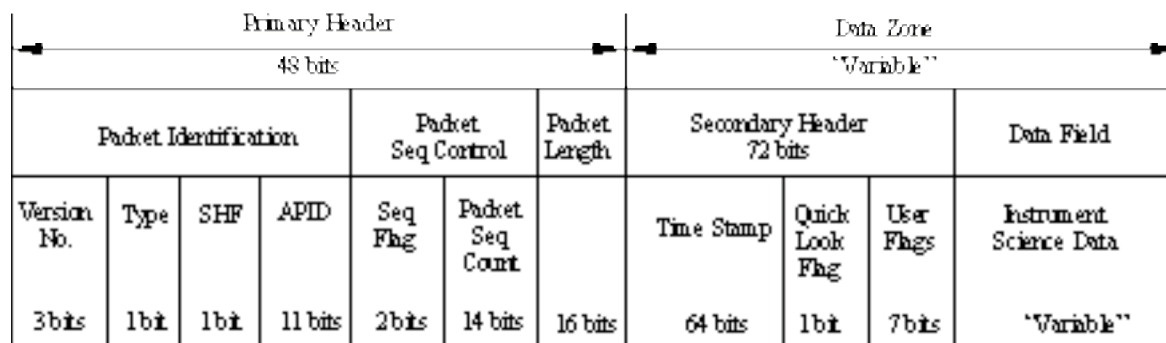 Primary Header
Data Zone
48 bits
"Variable"
Packet Identification
Packet
Seq Control
Packet
Length
Secondary Header
72 bits
Data Field
Version
No.
Type
SHF
APID
Seq
Flag
Packet
Seq
Count
Time Stamp
Quick
Look
Flag
User
Flags
Instrument
Science Data
3 bits
1 bit
1 bit
11 bits
2 bits
14 bits
16 bits
64 bits
1 bit
7 bits
"Variable"